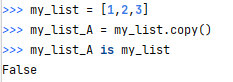 >>> my_list = [1,2,3]
>>> my_list_A = my_list.copy()
>>> my_list_A is my_list
False